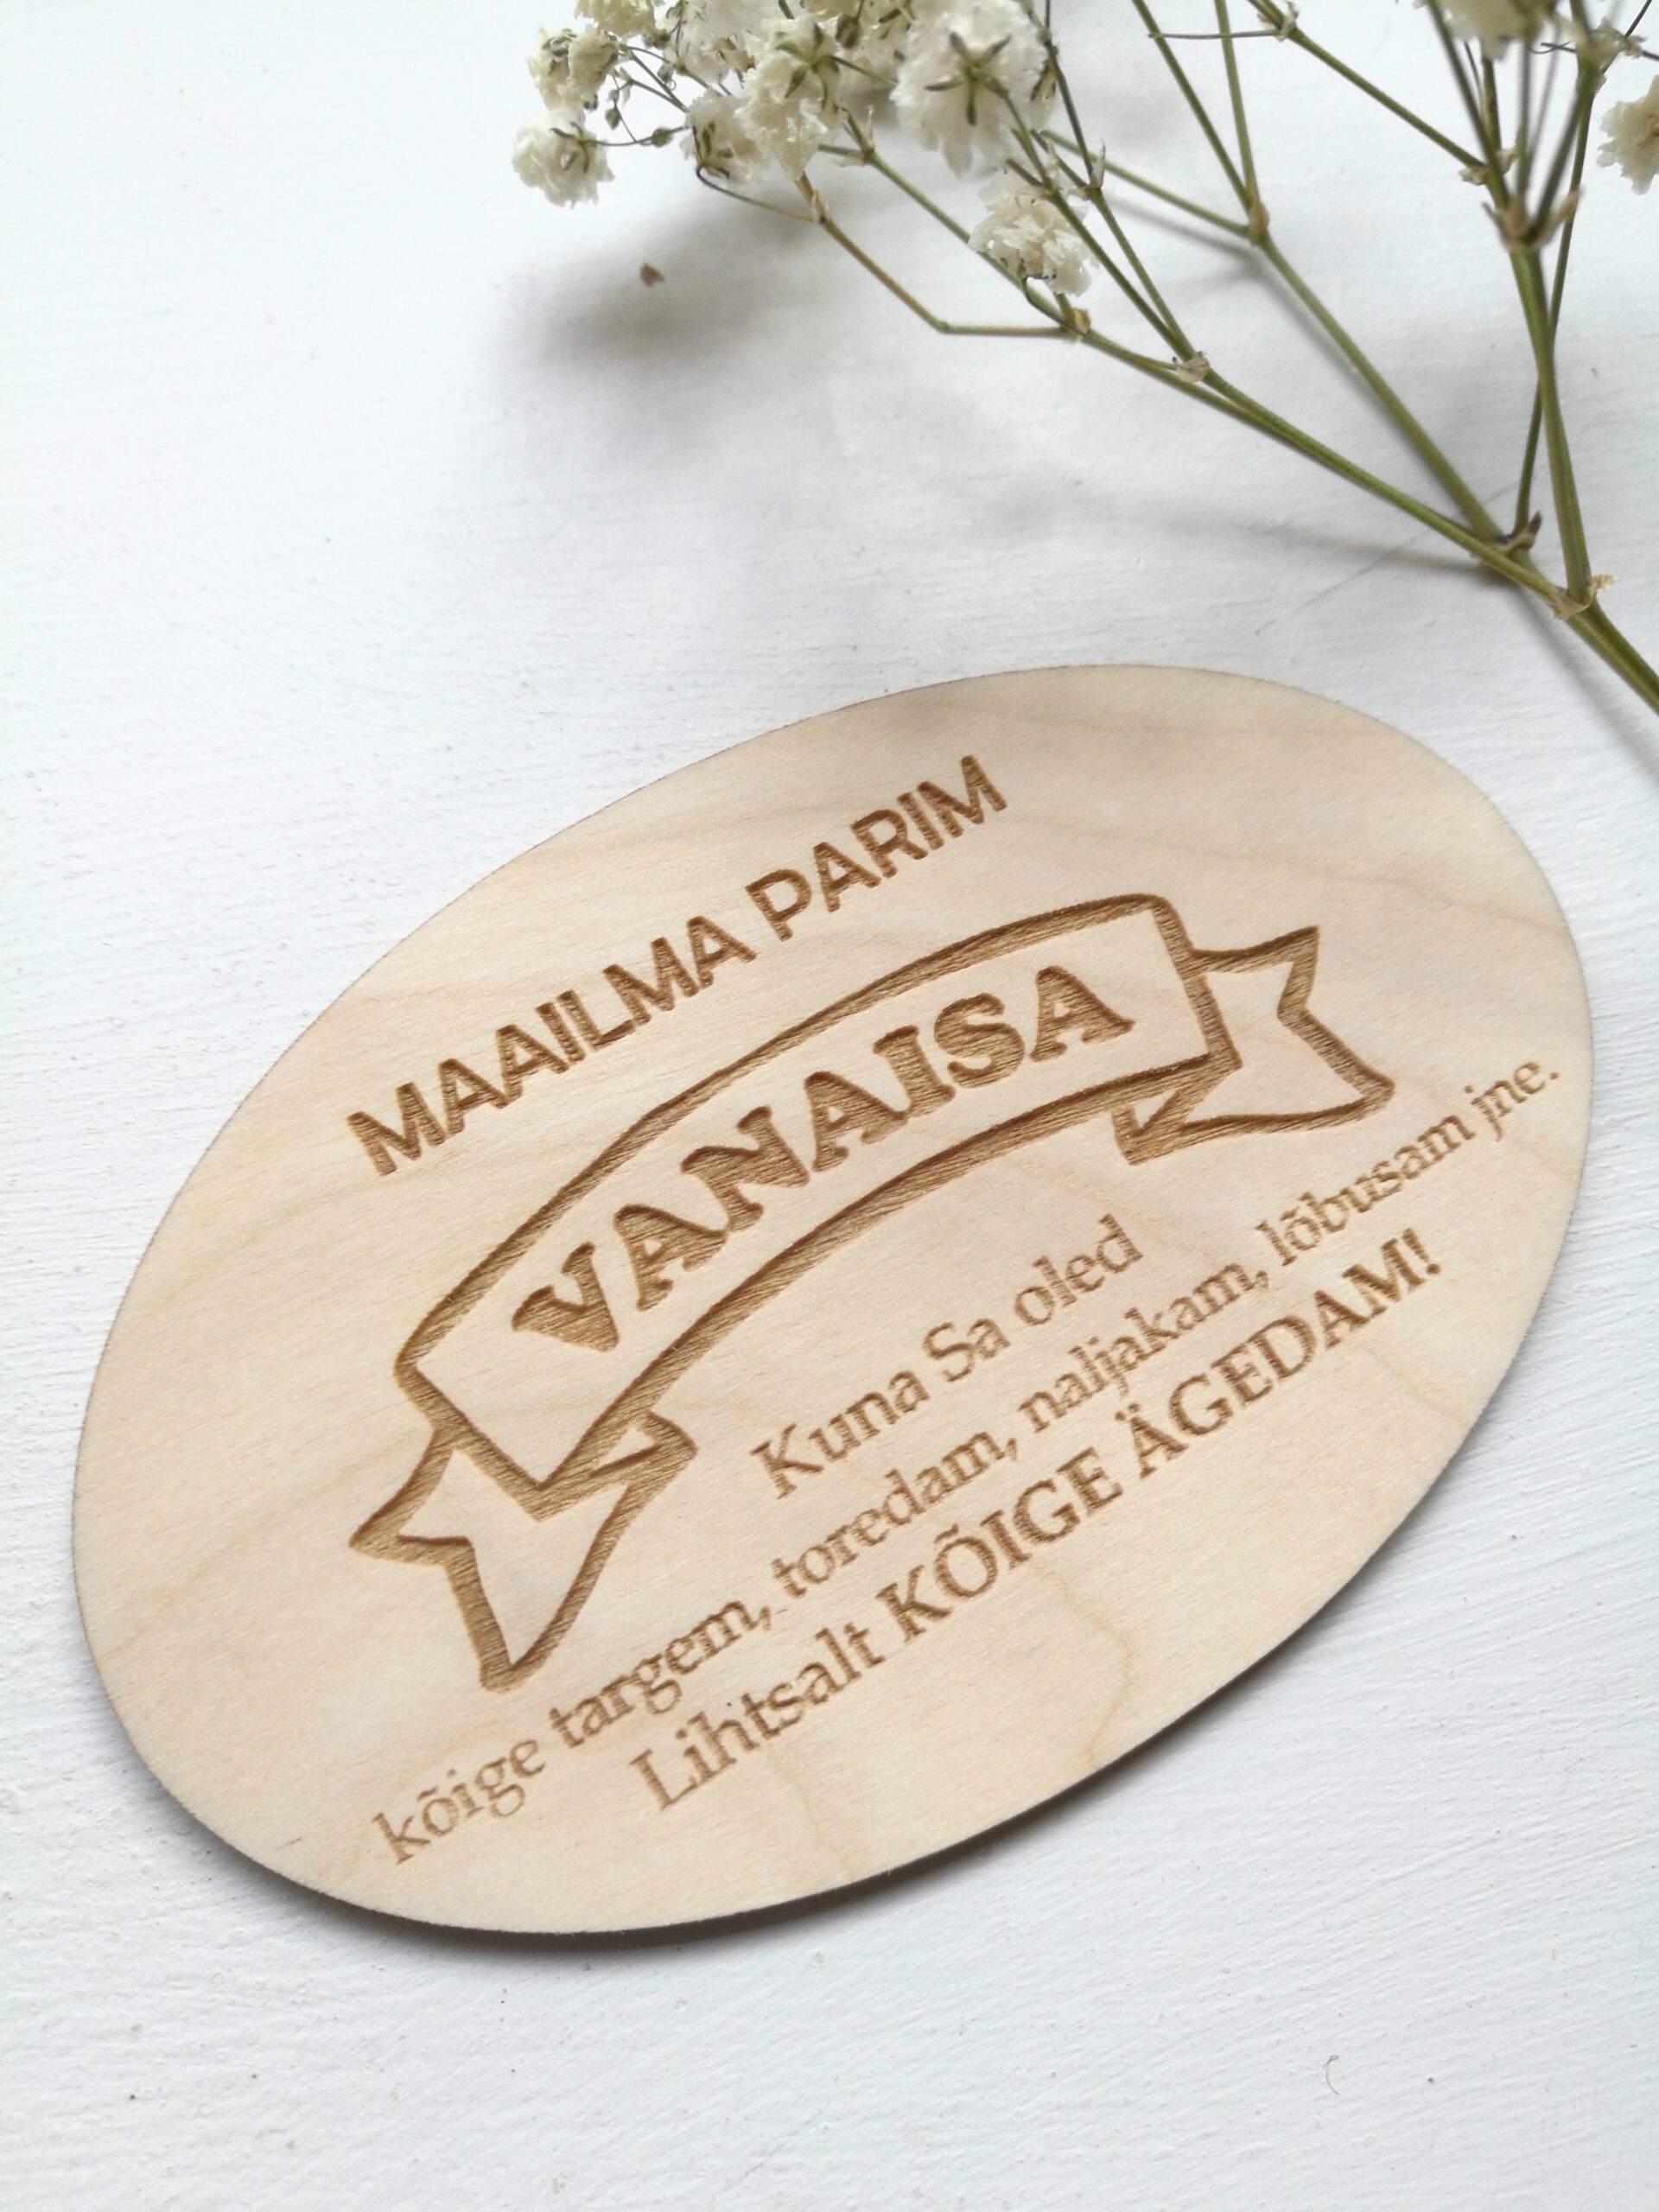 MAAILMA PARIM
VANAISA
Kuna Sa oled
kõige targem, toredam, naljakam, lõbusam jne.
Lihtsalt KÕIGE ÄGEDAM!